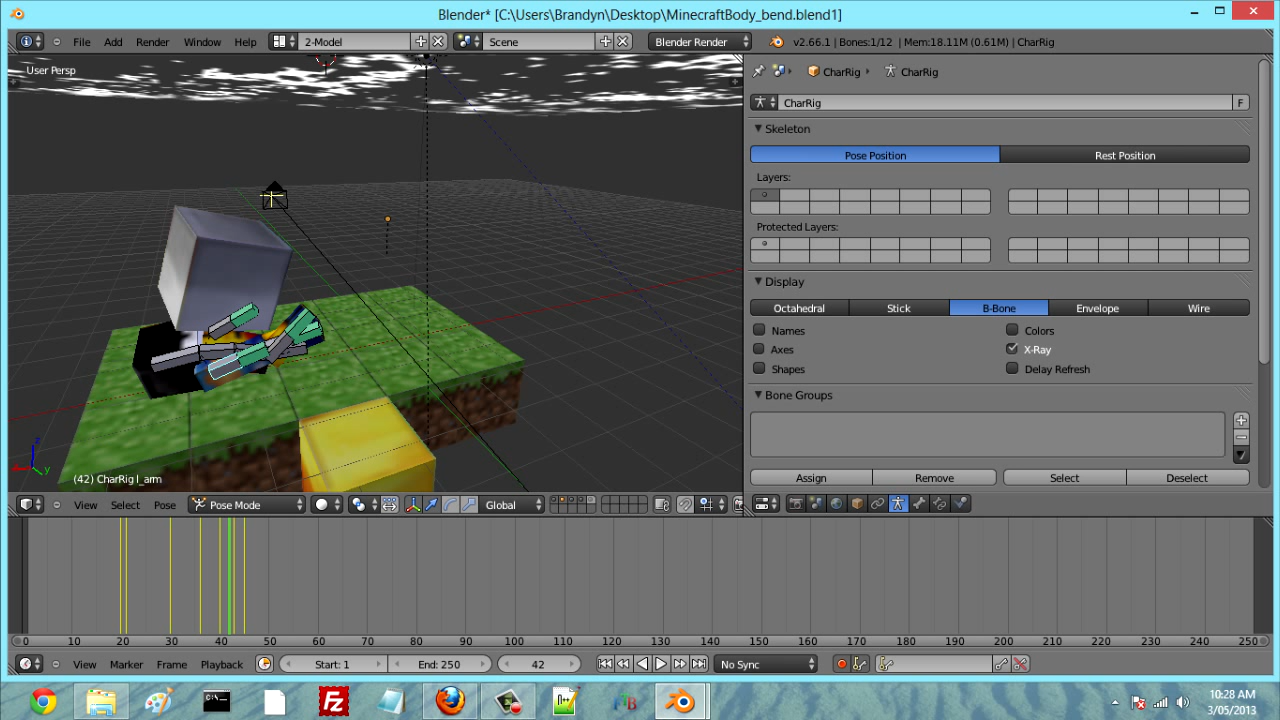 Blender* [C:\Users\Brandyn\Desktop\MinecraftBody_bend.blend1]
File Add Render Window Help 2-Model Scene Blender Render v2.66.1 | Bones:1/12 | Mem:18.11M (0.61M) | CharRig
User Persp
CharRig CharRig
CharRig F
Skeleton
Pose Position Rest Position
Layers:
Protected Layers:
Display
Octahedral Stick B-Bone Envelope Wire
Names Colors
Axes X-Ray
Shapes Delay Refresh
Bone Groups
Assign Remove Select Deselect
z
x y
(42) CharRig l_arm
View Select Pose Pose Mode Global
0 10 20 30 40 50 60 70 80 90 100 110 120 130 140 150 160 170 180 190 200 210 220 230 240 250
View Marker Frame Playback Start: 1 End: 250 42 No Sync
10:28 AM
3/05/2013